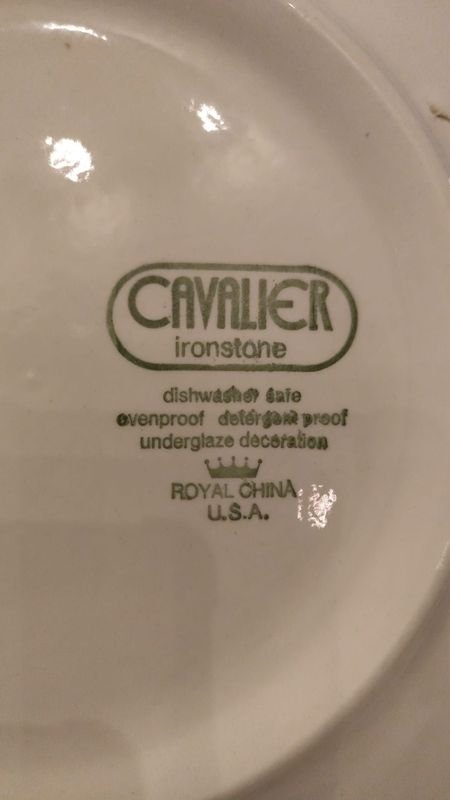 CAVALIER
ironstone
dishwasher safe
ovenproof detergent proof
underglaze decoration
ROYAL CHINA
U.S.A.